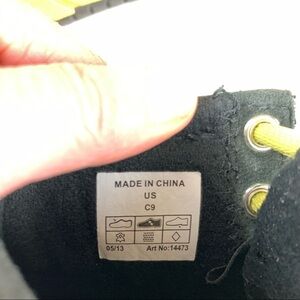 MADE IN CHINA
US
C9
05/13 Art No:14473